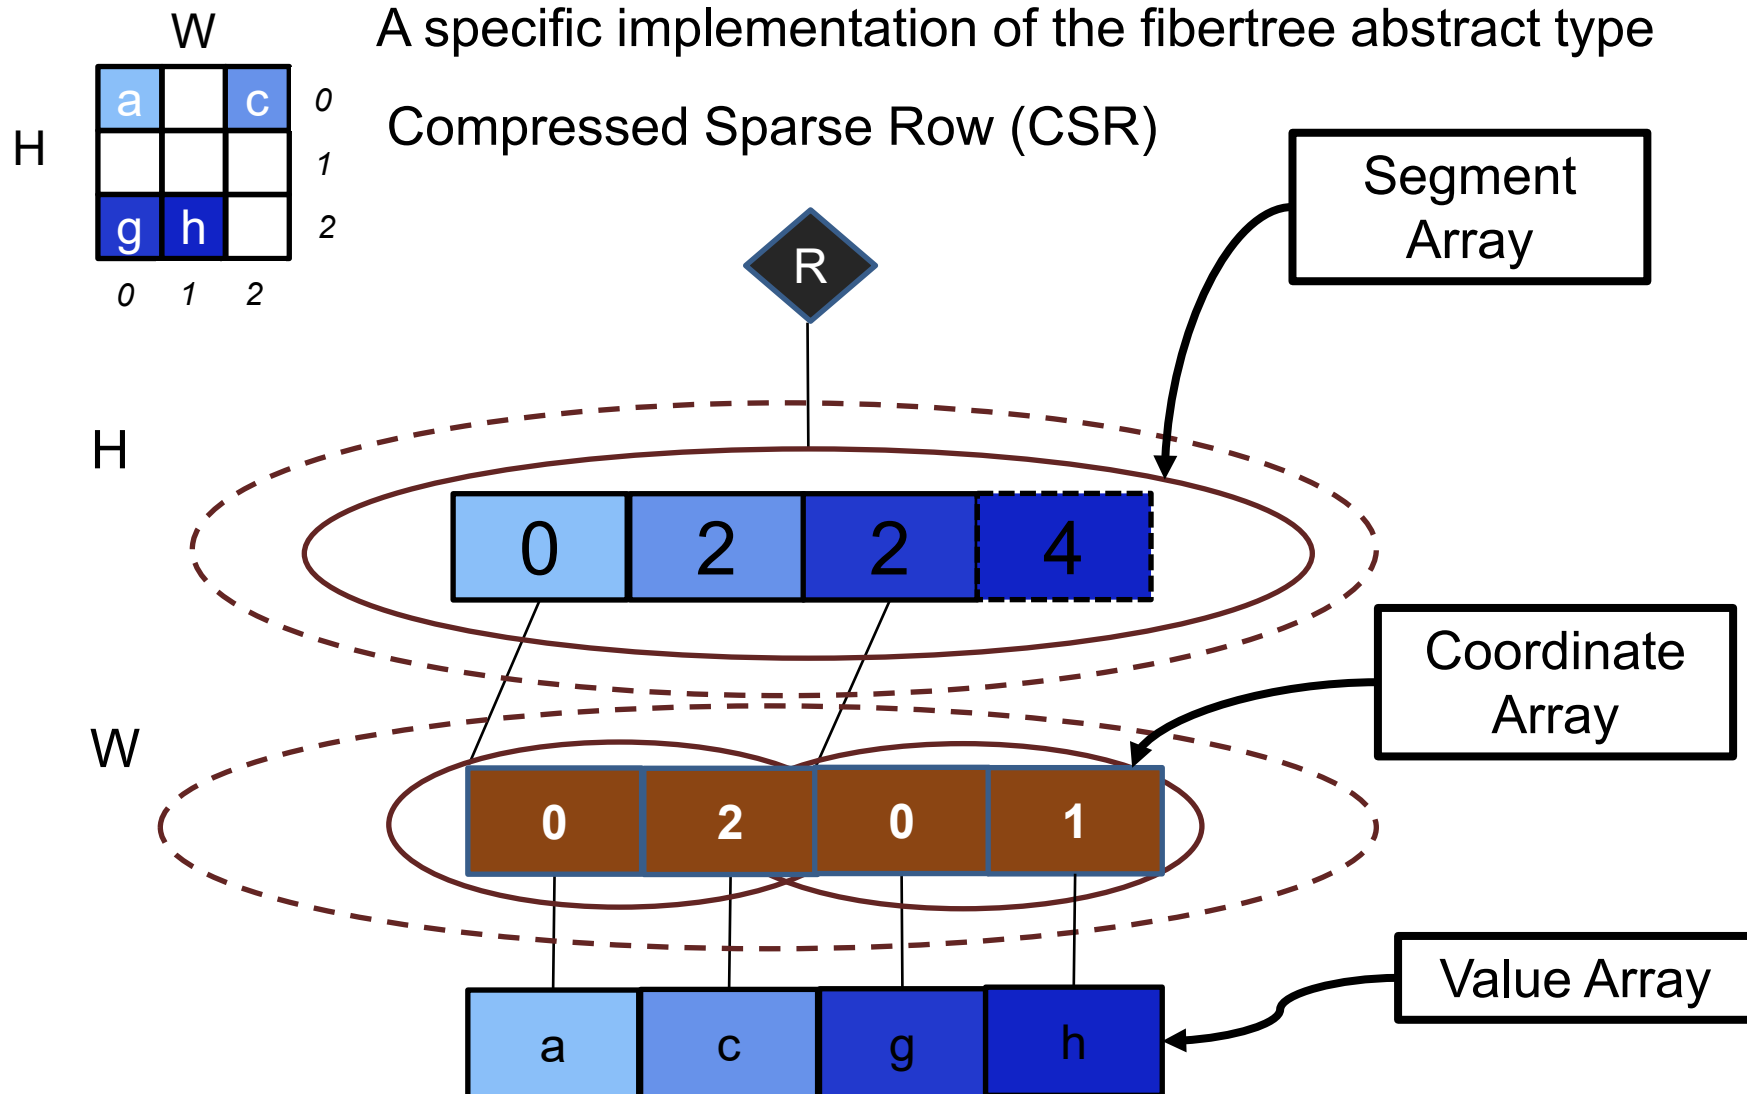 A specific implementation of the fibertree abstract type
W
a c 0
H
1
g h 2
0 1 2
Compressed Sparse Row (CSR)
Segment
Array
R
H
0 2 2 4
Coordinate
Array
W
0 2 0 1
Value Array
a c g h